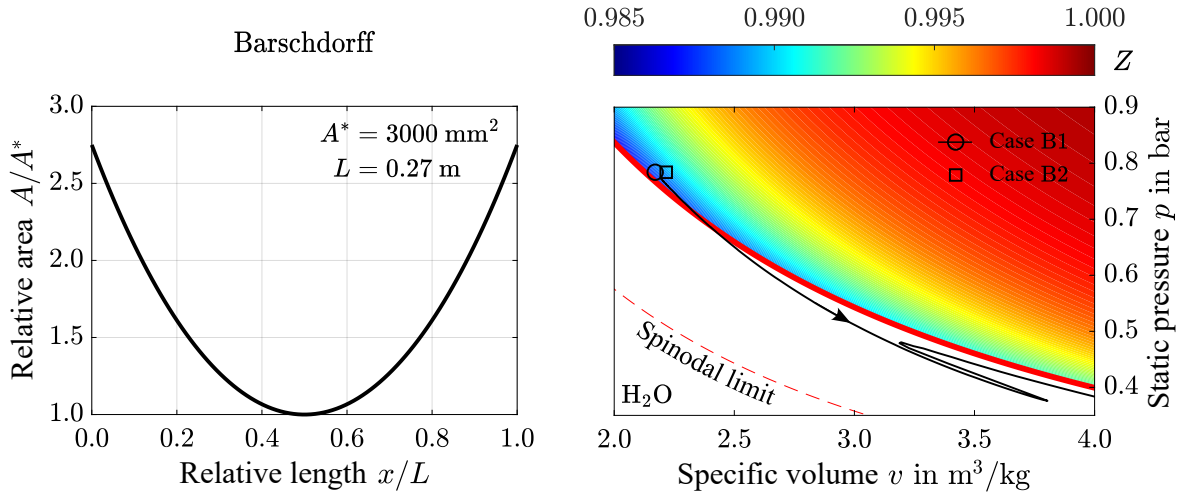 Barschdorff
3.0
2.5
2.0
1.5
1.0
Relative area A/A*
A* = 3000 mm²
L = 0.27 m
0.0 0.2 0.4 0.6 0.8 1.0
Relative length x/L
0.985 0.990 0.995 1.000
Z
Case B1
Case B2
Spinodal limit
H₂O
0.9
0.8
0.7
0.6
0.5
0.4
Static pressure p in bar
2.0 2.5 3.0 3.5 4.0
Specific volume v in m³/kg